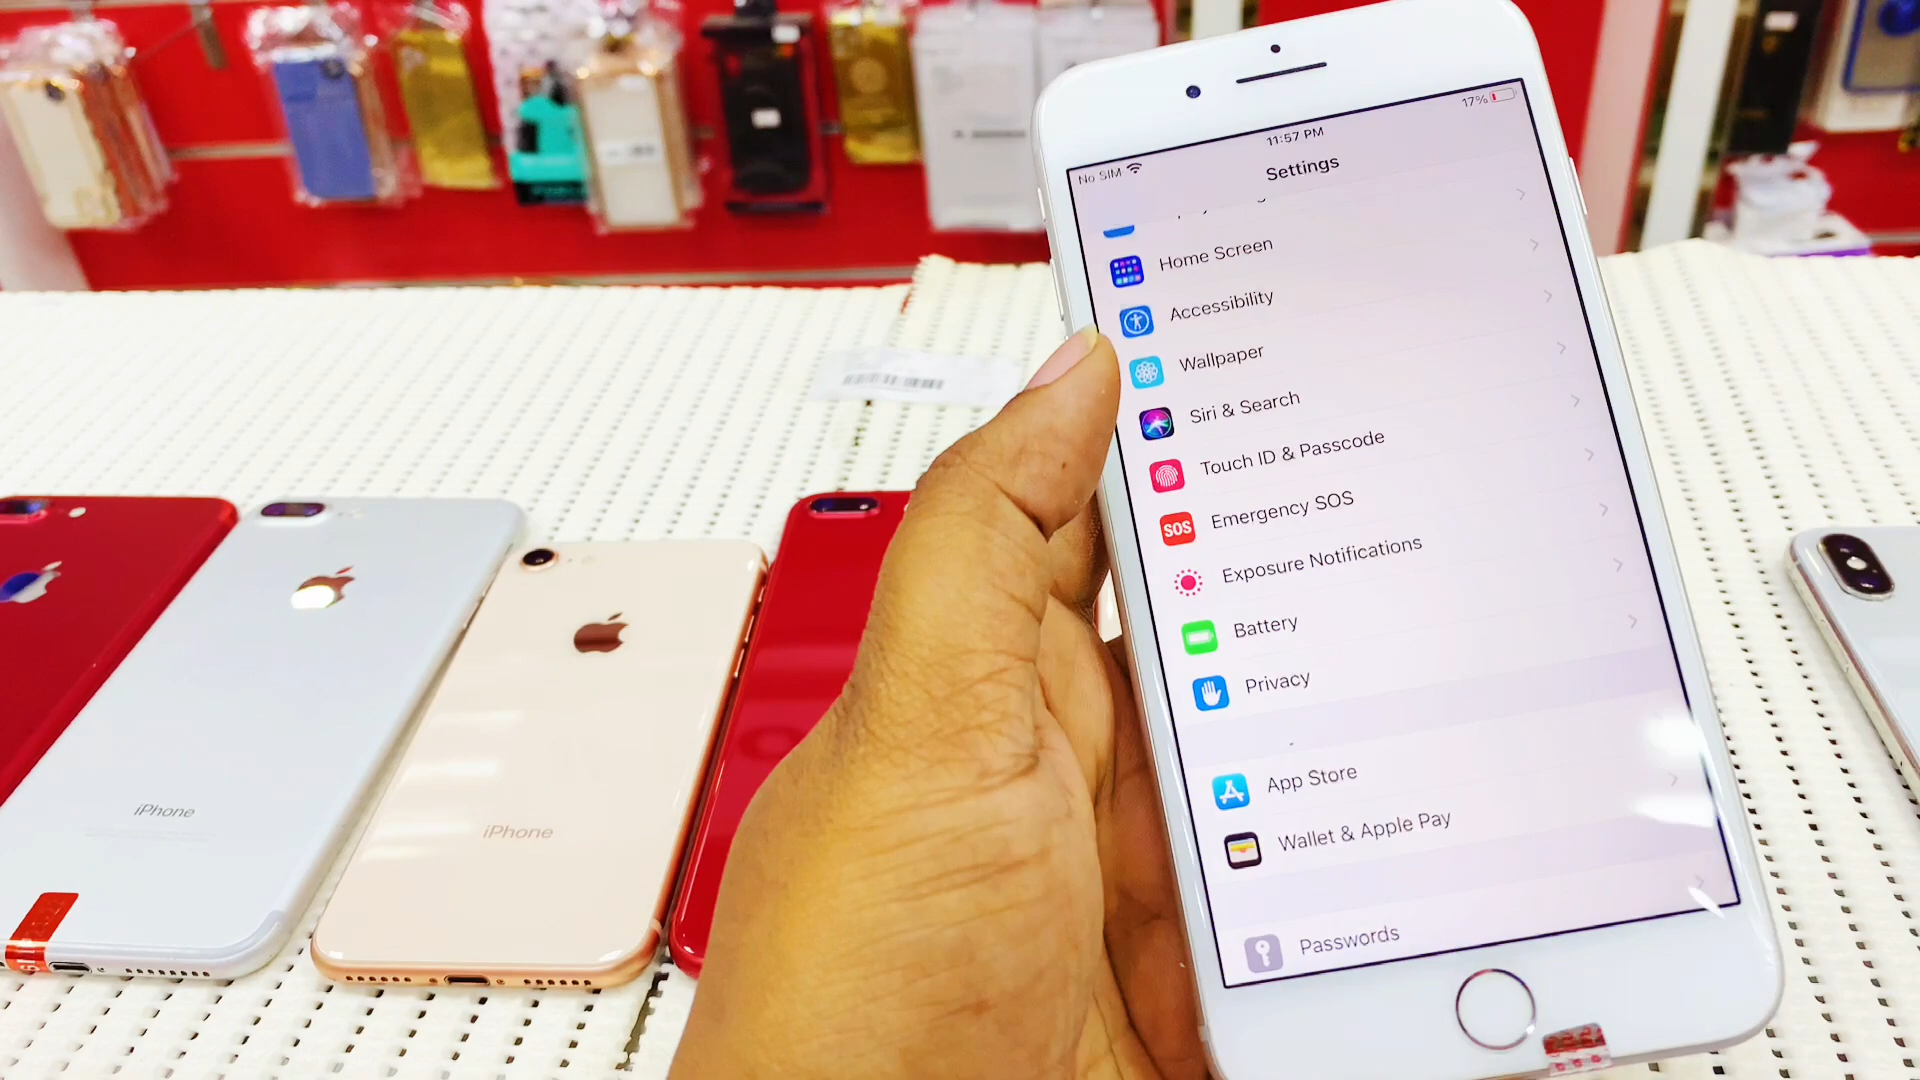 17%
11:57 PM
No SIM
Settings
Home Screen
Accessibility
Wallpaper
Siri & Search
Touch ID & Passcode
SOS
Emergency SOS
Exposure Notifications
Battery
Privacy
App Store
Wallet & Apple Pay
Passwords
iPhone
iPhone